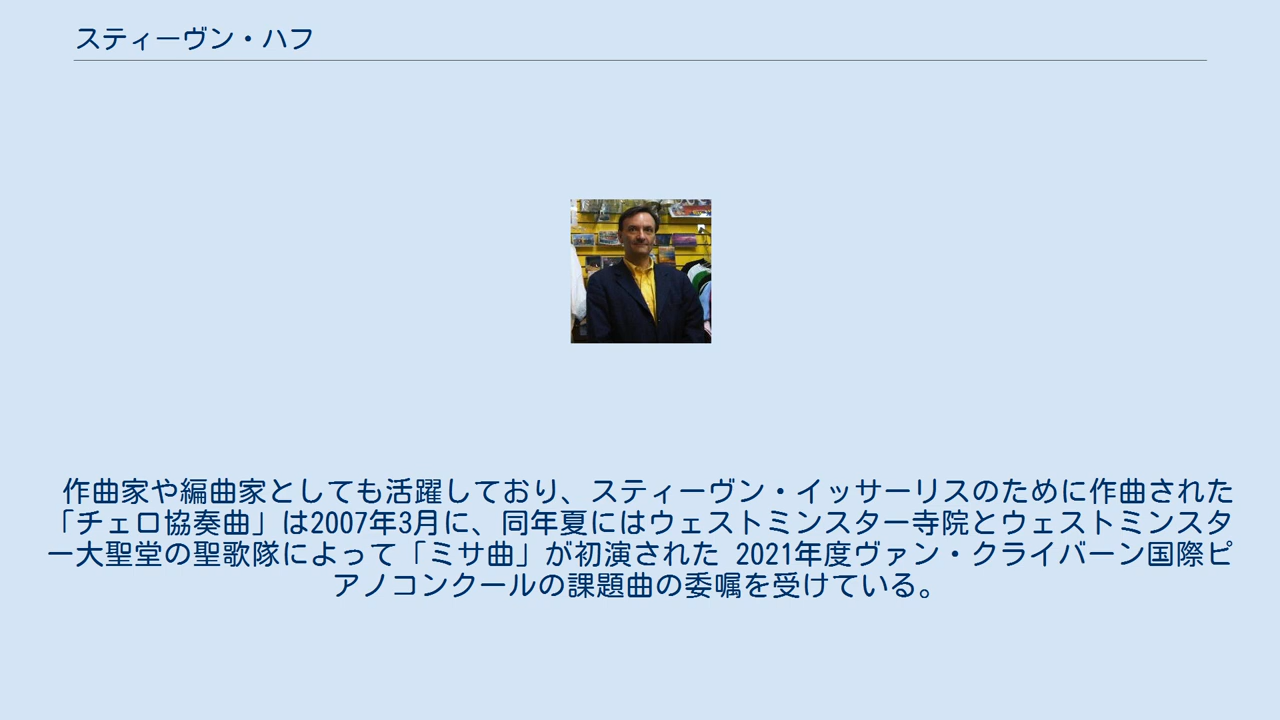 スティーヴン・ハフ
作曲家や編曲家としても活躍しており、スティーヴン・イッサーリスのために作曲された
「チェロ協奏曲」は2007年3月に、同年夏にはウェストミンスター寺院とウェストミンスタ
ー大聖堂の聖歌隊によって「ミサ曲」が初演された 2021年度ヴァン・クライバーン国際ピ
アノコンクールの課題曲の委嘱を受けている。